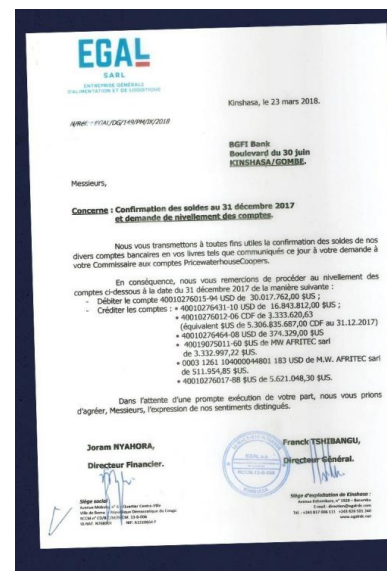 EGAL
SARL
ENTREPRISE GÉNÉRALE
D'ALIMENTATION ET DE LOGISTIQUE
Kinshasa, le 23 mars 2018.
N/Réf. : EGAL/DG/149/PM/IX/2018
BGFI Bank
Boulevard du 30 juin
KINSHASA/GOMBE.
Messieurs,
Concerne : Confirmation des soldes au 31 décembre 2017
et demande de nivellement des comptes.
Nous vous transmettons à toutes fins utiles la confirmation des soldes de nos
divers comptes bancaires en vos livres tels que communiqués ce jour à votre demande à
votre Commissaire aux comptes PricewaterhouseCoopers.
En conséquence, nous vous remercions de procéder au nivellement des
comptes ci-dessous à la date du 31 décembre 2017 de la manière suivante :
- Débiter le compte 40010276015-94 USD de 30.017.762,00 $US ;
- Créditer les comptes : * 40010276431-10 USD de 16.843.812,00 $US ;
* 40010276012-06 CDF de 3.333.620,63
(équivalent $US de 5.306.835.687,00 CDF au 31.12.2017)
* 40010276464-08 USD de 374.329,00 $US
* 40019075011-60 $US de MW AFRITEC sarl
de 3.332.997,22 $US.
* 0003 1261 104000044801 183 USD de M.W. AFRITEC sarl
de 511.954,85 $US.
* 40010276017-88 $US de 5.621.048,30 $US.
Dans l'attente d'une prompte exécution de votre part, nous vous prions
d'agréer, Messieurs, l'expression de nos sentiments distingués.
Joram NYAHORA,
Directeur Financier.
Franck TSHIBANGU,
Directeur Général.
Siège social
Siège d'exploitation de Kinshasa :